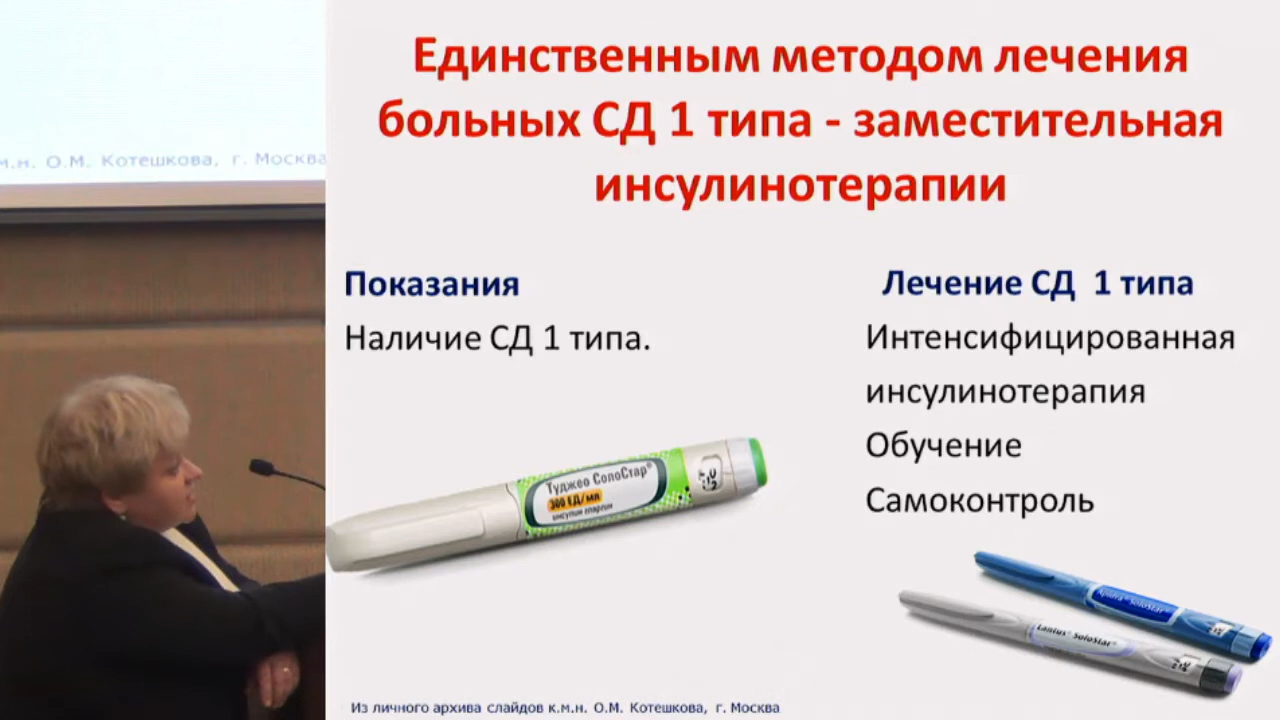 Единственным методом лечения
больных СД 1 типа - заместительная
инсулинотерапии
м.н. О.М. Котешкова, г. Москва
Показания
Наличие СД 1 типа.
Лечение СД 1 типа
Интенсифицированная
инсулинотерапия
Обучение
Самоконтроль
Туджео СолоСтар®
300 ЕД/мл
инсулин гларгин
Apidra® SoloStar®
Lantus® SoloStar®
Из личного архива слайдов к.м.н. О.М. Котешкова, г. Москва